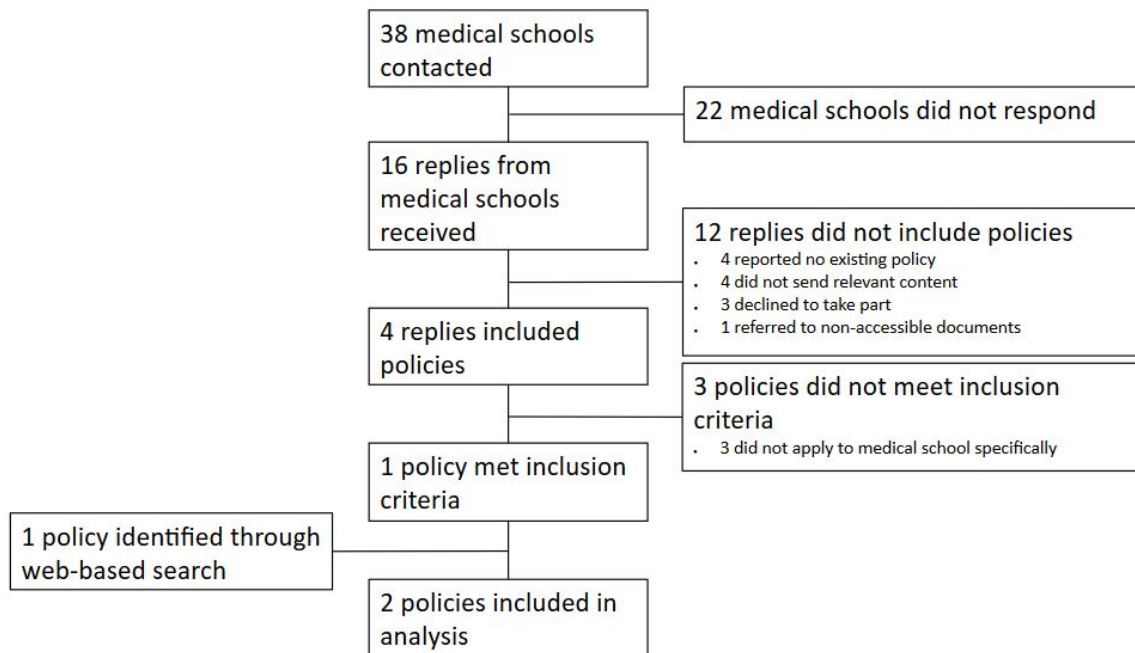 38 medical schools
contacted
22 medical schools did not respond
16 replies from
medical schools
received
12 replies did not include policies
• 4 reported no existing policy
• 4 did not send relevant content
• 3 declined to take part
• 1 referred to non-accessible documents
4 replies included
policies
3 policies did not meet inclusion
criteria
• 3 did not apply to medical school specifically
1 policy met inclusion
criteria
1 policy identified through
web-based search
2 policies included in
analysis